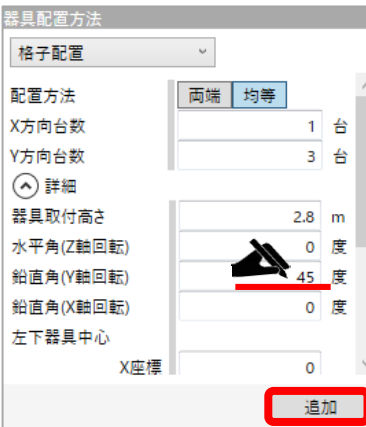 器具配置方法
格子配置
配置方法 両端 均等
X方向台数 1 台
Y方向台数 3 台
詳細
器具取付高さ 2.8 m
水平角(Z軸回転) 0 度
鉛直角(Y軸回転) 45 度
鉛直角(X軸回転) 0 度
左下器具中心
X座標 0
追加